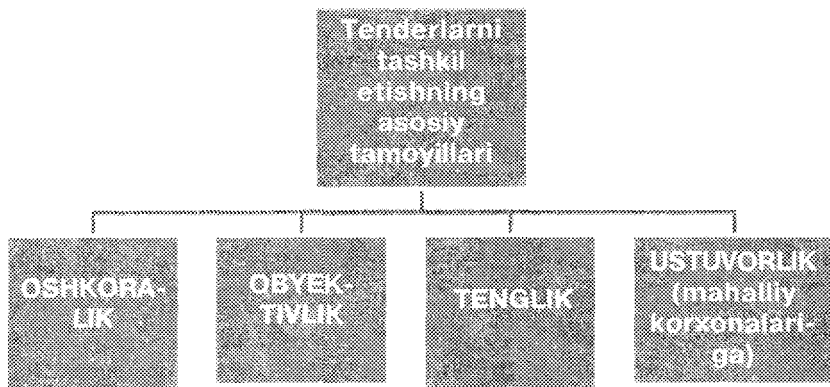 Tenderlarni
tashkil
etishning
asosiy
tamoyillari
OSHKORA-
LIK
OBYEK-
TIVLIK
TENGLIK
USTUVORLIK
(mahalliy
korxonalari-
ga)